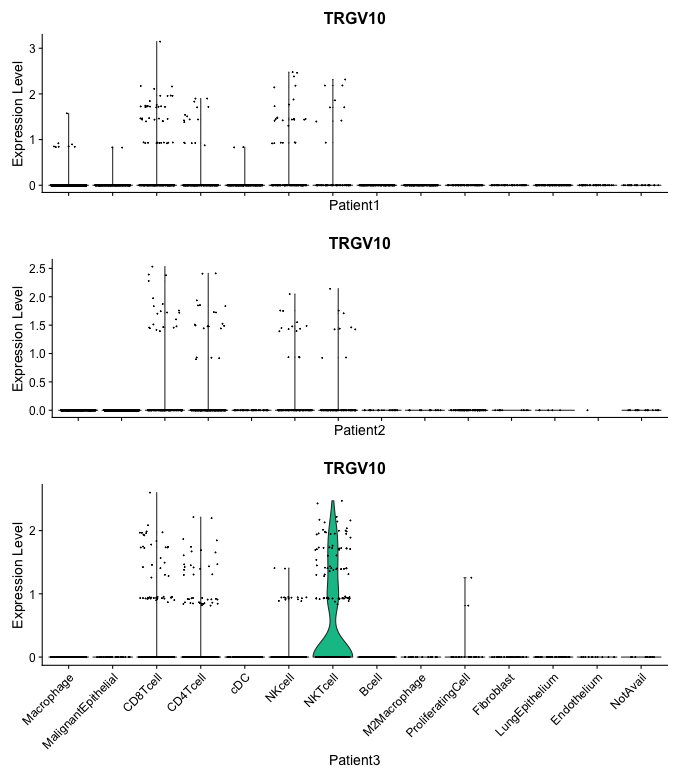 TRGV10
Expression Level
3
2
1
0
Patient1
TRGV10
Expression Level
2.5
2.0
1.5
1.0
0.5
0.0
Patient2
TRGV10
Expression Level
2
1
0
Macrophage
MalignantEpithelial
CD8Tcell
CD4Tcell
cDC
NKcell
NKTcell
Bcell
M2Macrophage
ProliferatingCell
Fibroblast
LungEpithelium
Endothelium
NotAvail
Patient3